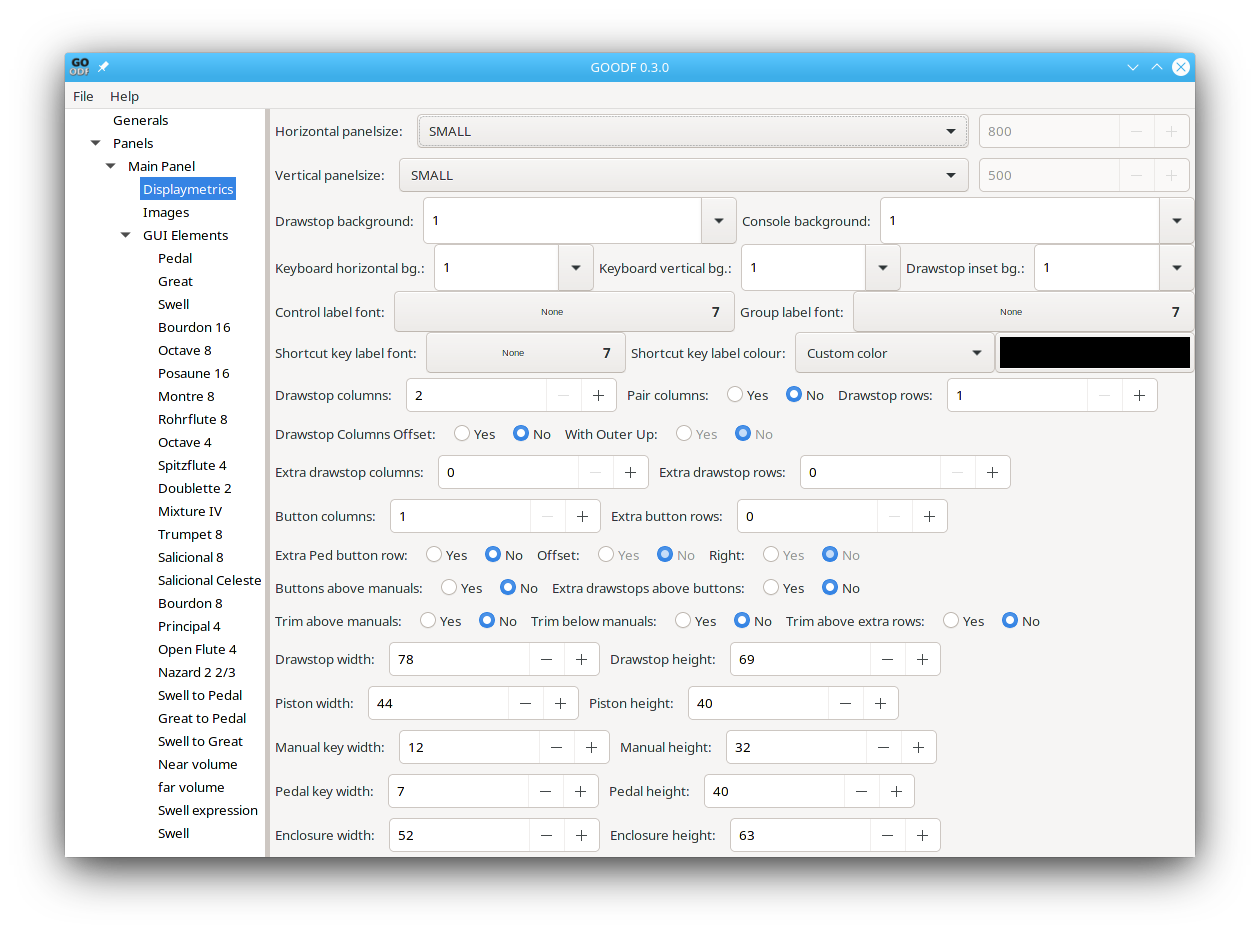 GO
ODF
GOODF 0.3.0
File Help
Generals
Panels
Main Panel
Displaymetrics
Images
GUI Elements
Pedal
Great
Swell
Bourdon 16
Octave 8
Posaune 16
Montre 8
Rohrflute 8
Octave 4
Spitzflute 4
Doublette 2
Mixture IV
Trumpet 8
Salicional 8
Salicional Celeste
Bourdon 8
Principal 4
Open Flute 4
Nazard 2 2/3
Swell to Pedal
Great to Pedal
Swell to Great
Near volume
far volume
Swell expression
Swell
Horizontal panelsize: SMALL 800
Vertical panelsize: SMALL 500
Drawstop background: 1 Console background: 1
Keyboard horizontal bg.: 1 Keyboard vertical bg.: 1 Drawstop inset bg.: 1
Control label font: None 7 Group label font: None 7
Shortcut key label font: None 7 Shortcut key label colour: Custom color
Drawstop columns: 2 Pair columns: Yes No Drawstop rows: 1
Drawstop Columns Offset: Yes No With Outer Up: Yes No
Extra drawstop columns: 0 Extra drawstop rows: 0
Button columns: 1 Extra button rows: 0
Extra Ped button row: Yes No Offset: Yes No Right: Yes No
Buttons above manuals: Yes No Extra drawstops above buttons: Yes No
Trim above manuals: Yes No Trim below manuals: Yes No Trim above extra rows: Yes No
Drawstop width: 78 Drawstop height: 69
Piston width: 44 Piston height: 40
Manual key width: 12 Manual height: 32
Pedal key width: 7 Pedal height: 40
Enclosure width: 52 Enclosure height: 63